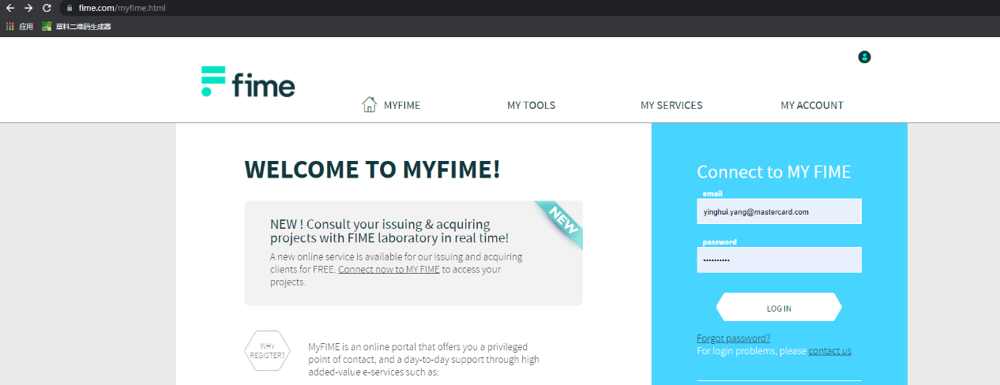 fime.com/myfime.html
应用 草料二维码生成器
fime
MYFIME MY TOOLS MY SERVICES MY ACCOUNT
WELCOME TO MYFIME!
NEW ! Consult your issuing & acquiring
projects with FIME laboratory in real time!
NEW
A new online service is available for our issuing and acquiring
clients for FREE. Connect now to MY FIME to access your
projects.
WHY
REGISTER?
MyFIME is an online portal that offers you a privileged
point of contact, and a day-to-day support through high
added-value e-services such as:
Connect to MY FIME
email
yinghui.yang@mastercard.com
password
••••••••••
LOG IN
Forgot password?
For login problems, please contact us